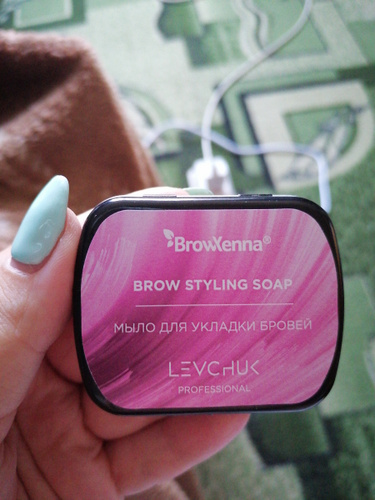 BrowXenna®
BROW STYLING SOAP
МЫЛО ДЛЯ УКЛАДКИ БРОВЕЙ
LEVCHUK
PROFESSIONAL